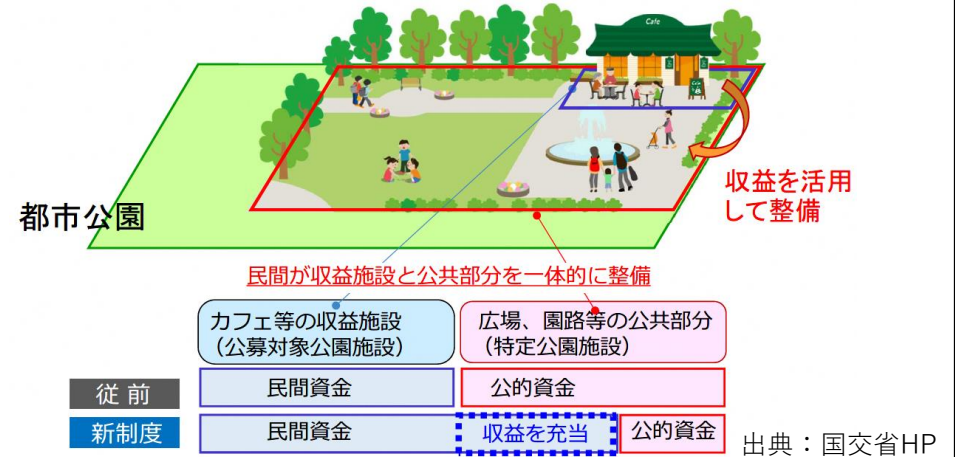 Cafe
Cafe
収益を活用
して整備
都市公園
民間が収益施設と公共部分を一体的に整備
カフェ等の収益施設
（公募対象公園施設）
広場、園路等の公共部分
（特定公園施設）
従 前
民間資金
公的資金
新制度
民間資金
収益を充当
公的資金
出典：国交省HP